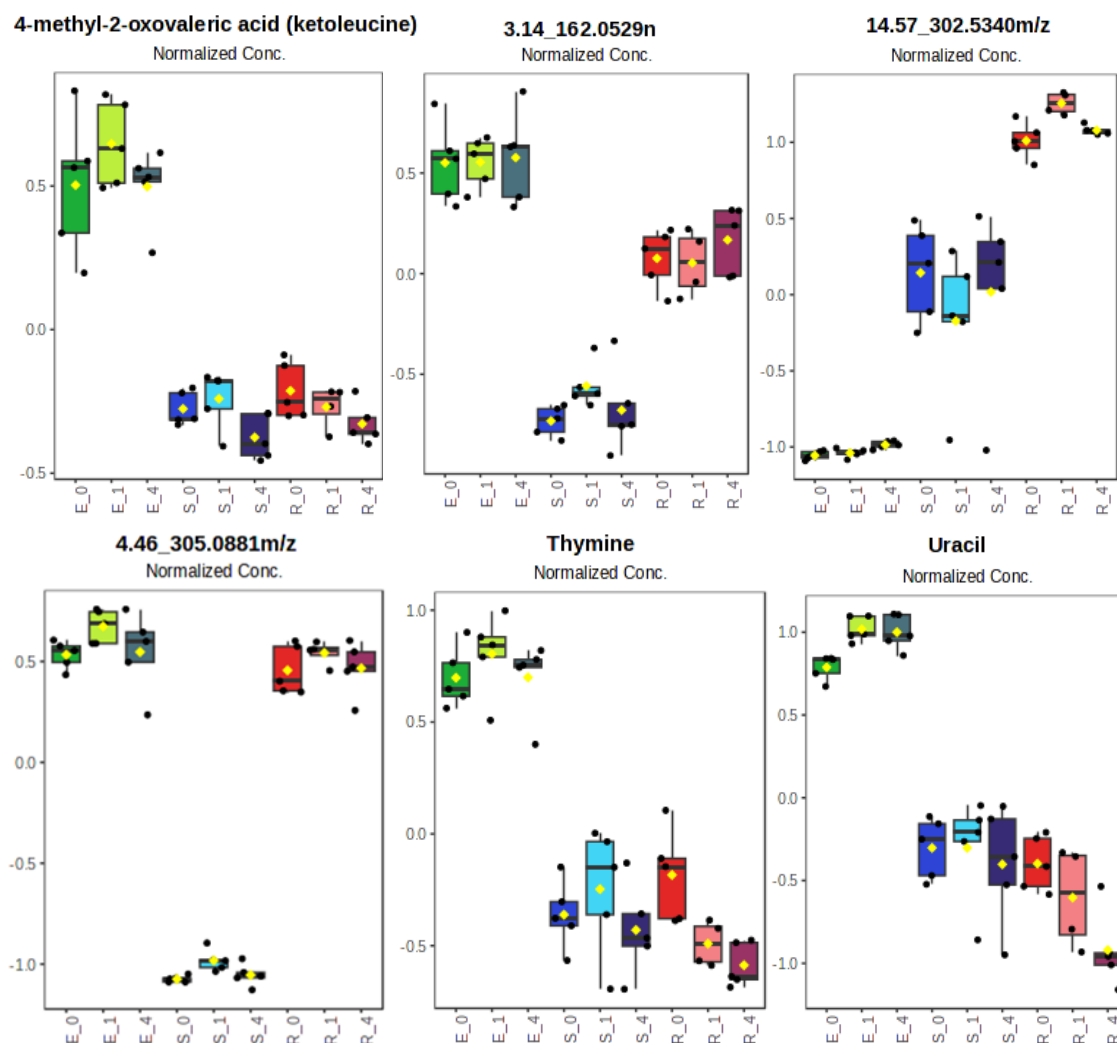 4-methyl-2-oxovaleric acid (ketoleucine)
Normalized Conc.
0.5
0.0
-0.5
E_0 E_1 E_4 S_0 S_1 S_4 R_0 R_1 R_4
3.14_162.0529n
Normalized Conc.
0.5
0.0
-0.5
E_0 E_1 E_4 S_0 S_1 S_4 R_0 R_1 R_4
14.57_302.5340m/z
Normalized Conc.
1.0
0.5
0.0
-0.5
-1.0
E_0 E_1 E_4 S_0 S_1 S_4 R_0 R_1 R_4
4.46_305.0881m/z
Normalized Conc.
0.5
0.0
-0.5
-1.0
E_0 E_1 E_4 S_0 S_1 S_4 R_0 R_1 R_4
Thymine
Normalized Conc.
1.0
0.5
0.0
-0.5
E_0 E_1 E_4 S_0 S_1 S_4 R_0 R_1 R_4
Uracil
Normalized Conc.
1.0
0.5
0.0
-0.5
-1.0
E_0 E_1 E_4 S_0 S_1 S_4 R_0 R_1 R_4